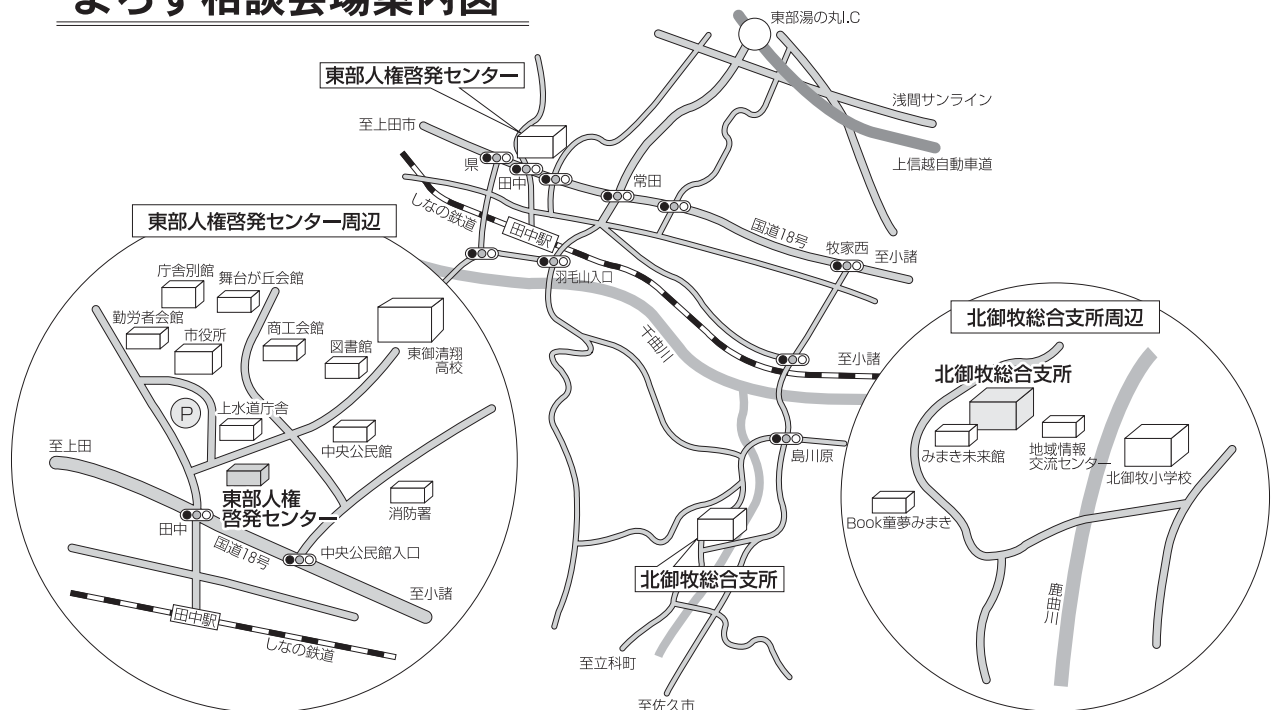 よろず相談会場案内図
東部湯の丸I.C
東部人権啓発センター
浅間サンライン
至上田市
上信越自動車道
県
田中
常田
しなの鉄道
田中駅
国道18号
牧家西
至小諸
羽毛山入口
千曲川
至小諸
島川原
北御牧総合支所
至立科町
至佐久市
東部人権啓発センター周辺
庁舎別館
舞台が丘会館
勤労者会館
市役所
商工会館
図書館
東御清翔
高校
P
上水道庁舎
中央公民館
至上田
東部人権
啓発センター
消防署
田中
国道18号
中央公民館入口
至小諸
田中駅
しなの鉄道
北御牧総合支所周辺
北御牧総合支所
みまき未来館
地域情報
交流センター
北御牧小学校
Book童夢みまき
鹿曲川